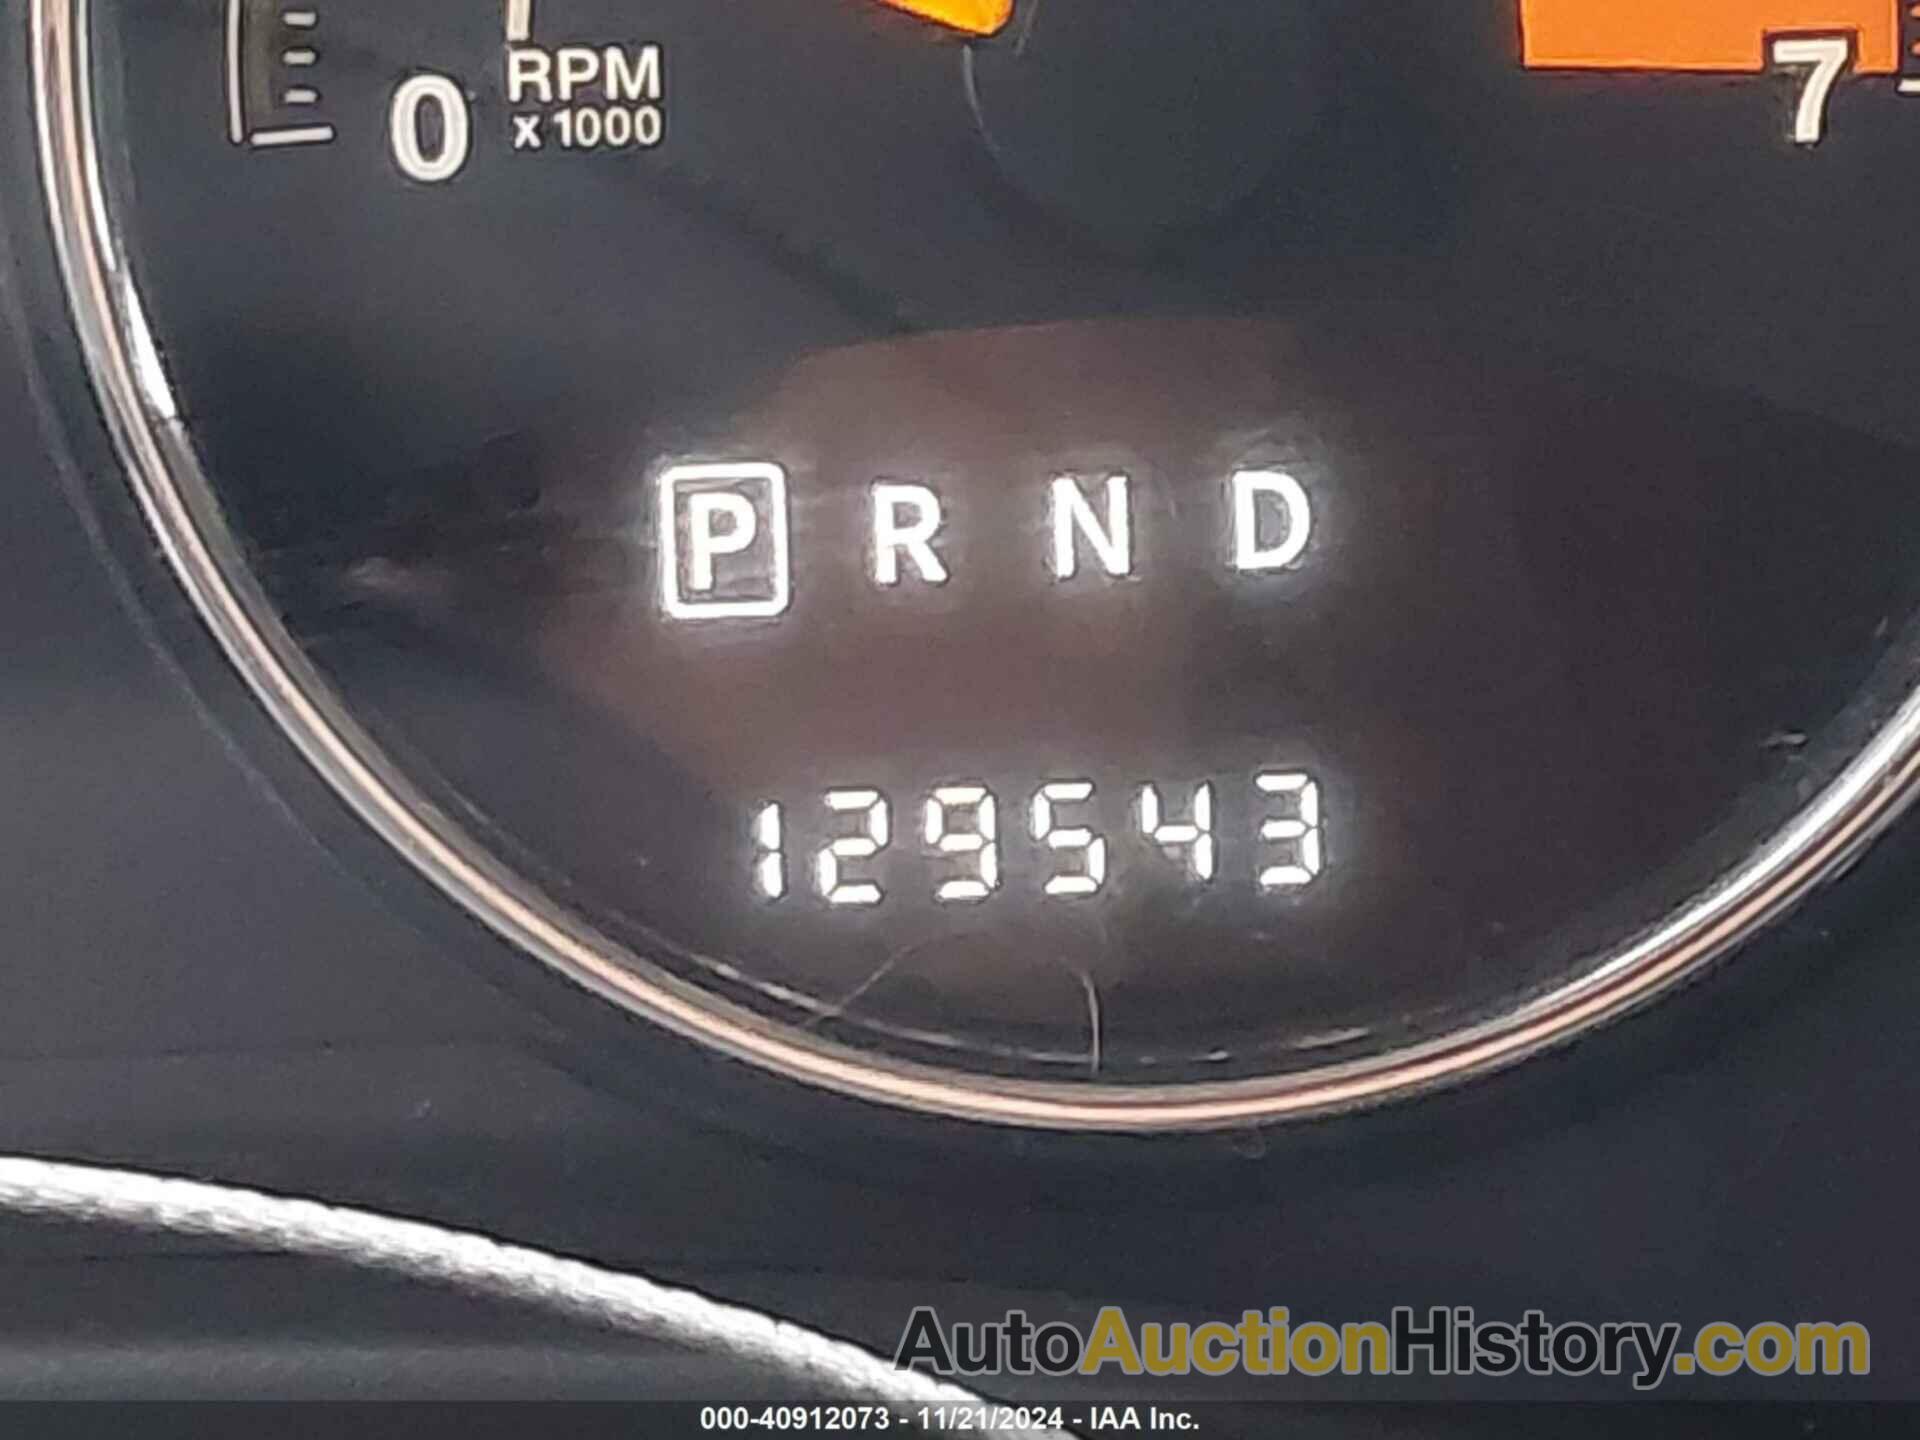 0
RPM
x 1000
7
P R N D
129543
AutoAuctionHistory.com
000-40912073 - 11/21/2024 - IAA Inc.